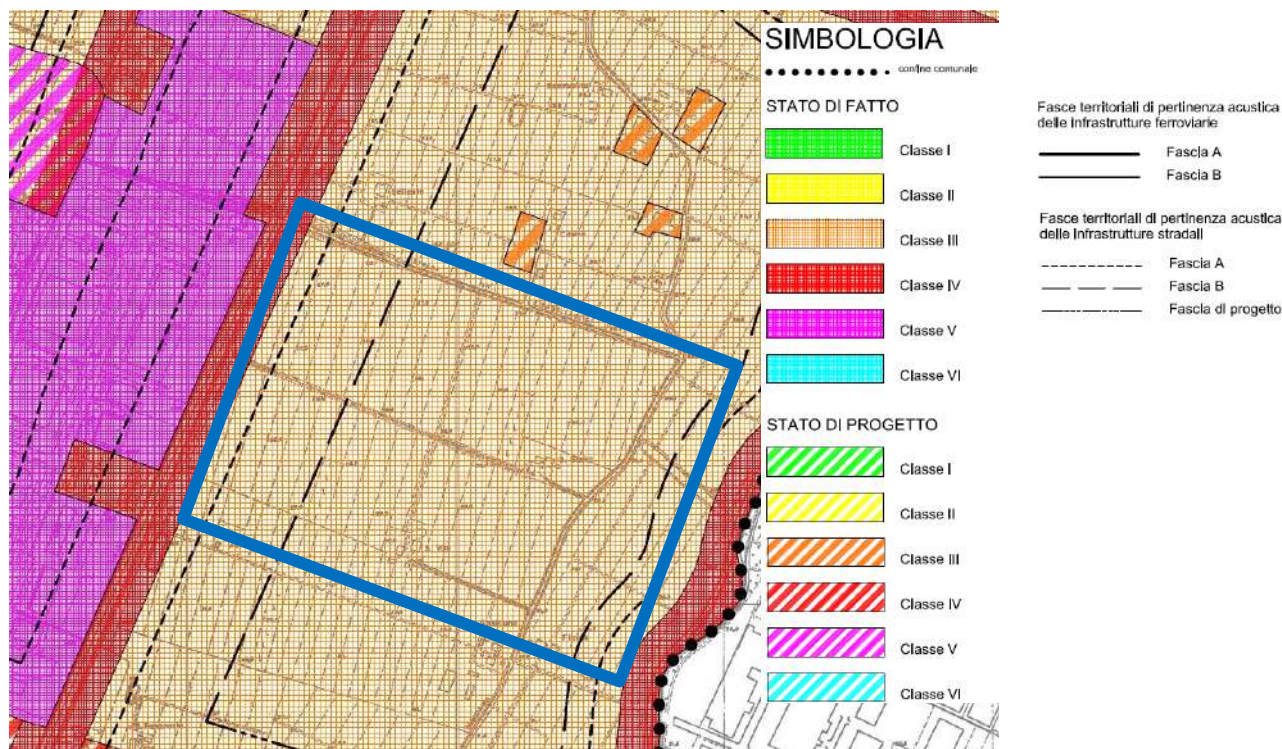 SIMBOLOGIA
confine comunale
STATO DI FATTO
Classe I
Classe II
Classe III
Classe IV
Classe V
Classe VI
STATO DI PROGETTO
Classe I
Classe II
Classe III
Classe IV
Classe V
Classe VI
Fasce territoriali di pertinenza acustica
delle infrastrutture ferroviarie
Fascia A
Fascia B
Fasce territoriali di pertinenza acustica
delle infrastrutture stradali
Fascia A
Fascia B
Fascia di progetto